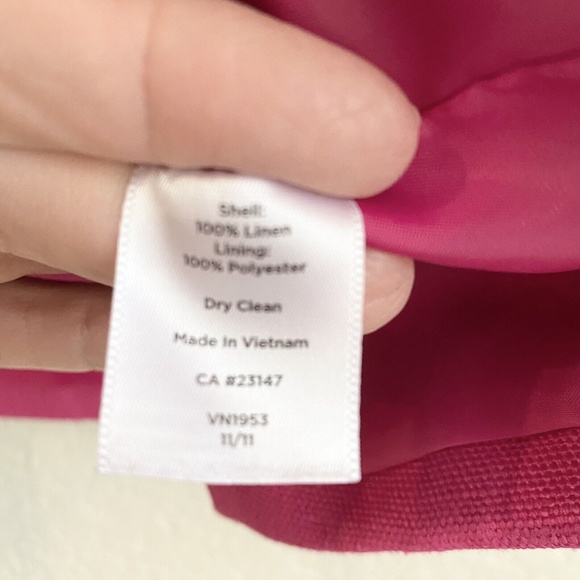 Shell:
100% Linen
Lining:
100% Polyester
Dry Clean
Made In Vietnam
CA #23147
VN1953
11/11